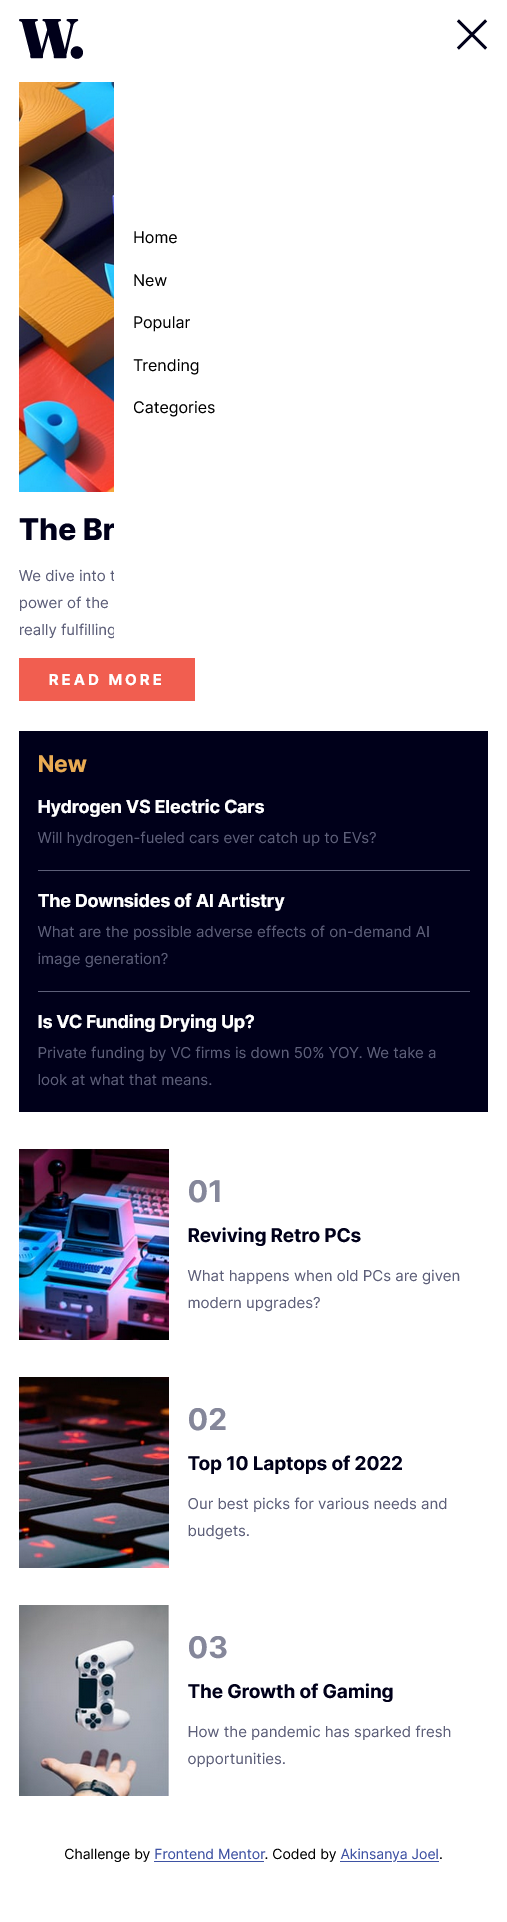 W.
Home
New
Popular
Trending
Categories
The Br
We dive into t
power of the
really fulfilling
READ MORE
New
Hydrogen VS Electric Cars
Will hydrogen-fueled cars ever catch up to EVs?
The Downsides of AI Artistry
What are the possible adverse effects of on-demand AI
image generation?
Is VC Funding Drying Up?
Private funding by VC firms is down 50% YOY. We take a
look at what that means.
01
Reviving Retro PCs
What happens when old PCs are given
modern upgrades?
02
Top 10 Laptops of 2022
Our best picks for various needs and
budgets.
03
The Growth of Gaming
How the pandemic has sparked fresh
opportunities.
Challenge by Frontend Mentor. Coded by Akinsanya Joel.